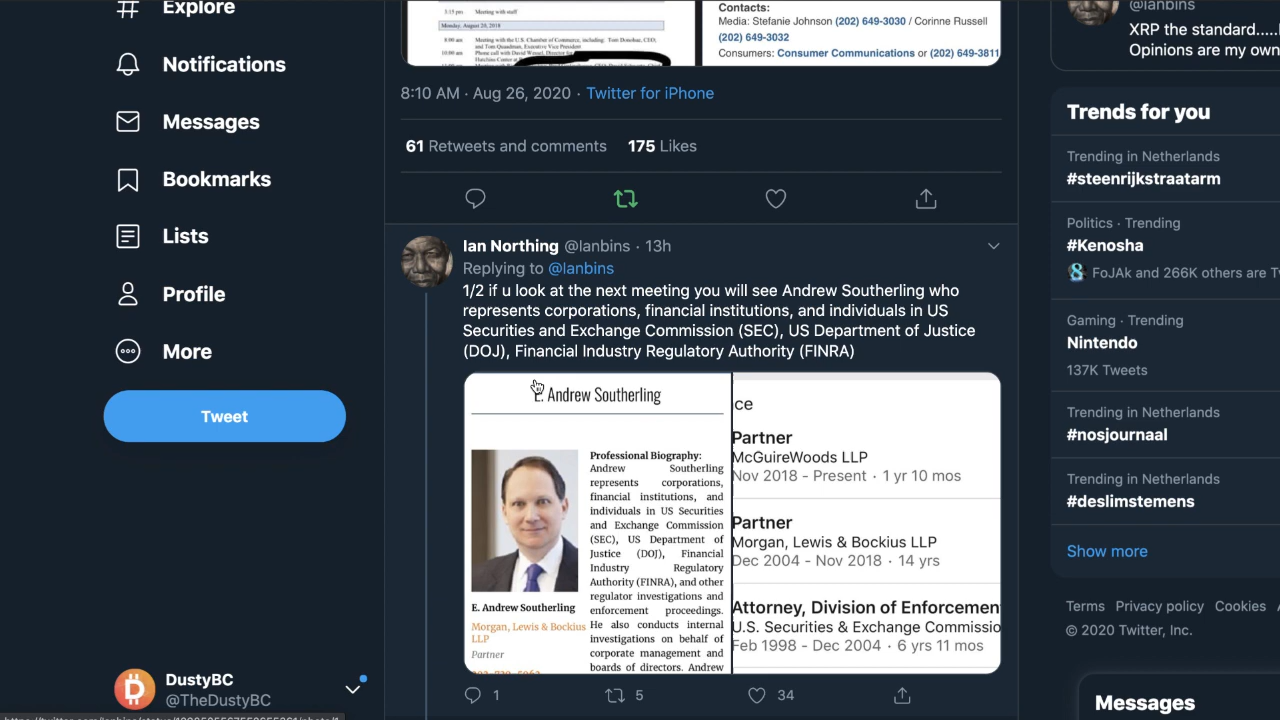 Explore
Notifications
Messages
Bookmarks
Lists
Profile
More
Tweet
DustyBC
@TheDustyBC
3:15 pm Meeting with staff
Monday, August 20, 2018
8:00 am Meeting with the U.S. Chamber of Commerce, including: Tom Donohue, CEO;
and Tom Quaadman, Executive Vice President
10:00 am Phone call with David Wessel, Director for
Hutchins Center at
Contacts:
Media: Stefanie Johnson (202) 649-3030 / Corinne Russell
(202) 649-3032
Consumers: Consumer Communications or (202) 649-3811
8:10 AM · Aug 26, 2020 · Twitter for iPhone
61 Retweets and comments 175 Likes
Ian Northing @Ianbins · 13h
Replying to @Ianbins
1/2 if u look at the next meeting you will see Andrew Southerling who
represents corporations, financial institutions, and individuals in US
Securities and Exchange Commission (SEC), US Department of Justice
(DOJ), Financial Industry Regulatory Authority (FINRA)
E. Andrew Southerling
Professional Biography:
Andrew Southerling
represents corporations,
financial institutions, and
individuals in US Securities
and Exchange Commission
(SEC), US Department of
Justice (DOJ), Financial
Industry Regulatory
Authority (FINRA), and other
regulator investigations and
enforcement proceedings.
He also conducts internal
investigations on behalf of
corporate management and
boards of directors. Andrew
E. Andrew Southerling
Morgan, Lewis & Bockius
LLP
Partner
ce
Partner
McGuireWoods LLP
Nov 2018 - Present · 1 yr 10 mos
Partner
Morgan, Lewis & Bockius LLP
Dec 2004 - Nov 2018 · 14 yrs
Attorney, Division of Enforcemen
U.S. Securities & Exchange Commissio
Feb 1998 - Dec 2004 · 6 yrs 11 mos
1 5 34
@Ianbins
XRP the standard.....
Opinions are my own
Trends for you
Trending in Netherlands
#steenrijkstraatarm
Politics · Trending
#Kenosha
FoJAk and 266K others are Tw
Gaming · Trending
Nintendo
137K Tweets
Trending in Netherlands
#nosjournaal
Trending in Netherlands
#deslimstemens
Show more
Terms Privacy policy Cookies
© 2020 Twitter, Inc.
Messages